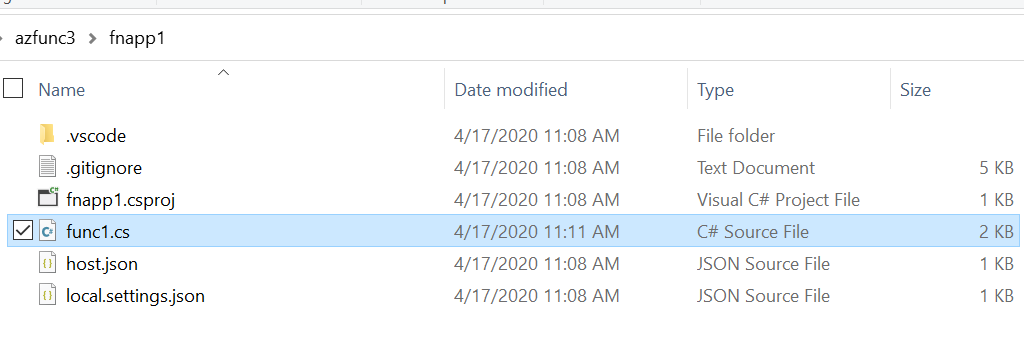 azfunc3 > fnapp1
Name Date modified Type Size
.vscode 4/17/2020 11:08 AM File folder
.gitignore 4/17/2020 11:08 AM Text Document 5 KB
fnapp1.csproj 4/17/2020 11:08 AM Visual C# Project File 1 KB
func1.cs 4/17/2020 11:11 AM C# Source File 2 KB
host.json 4/17/2020 11:08 AM JSON Source File 1 KB
local.settings.json 4/17/2020 11:08 AM JSON Source File 1 KB